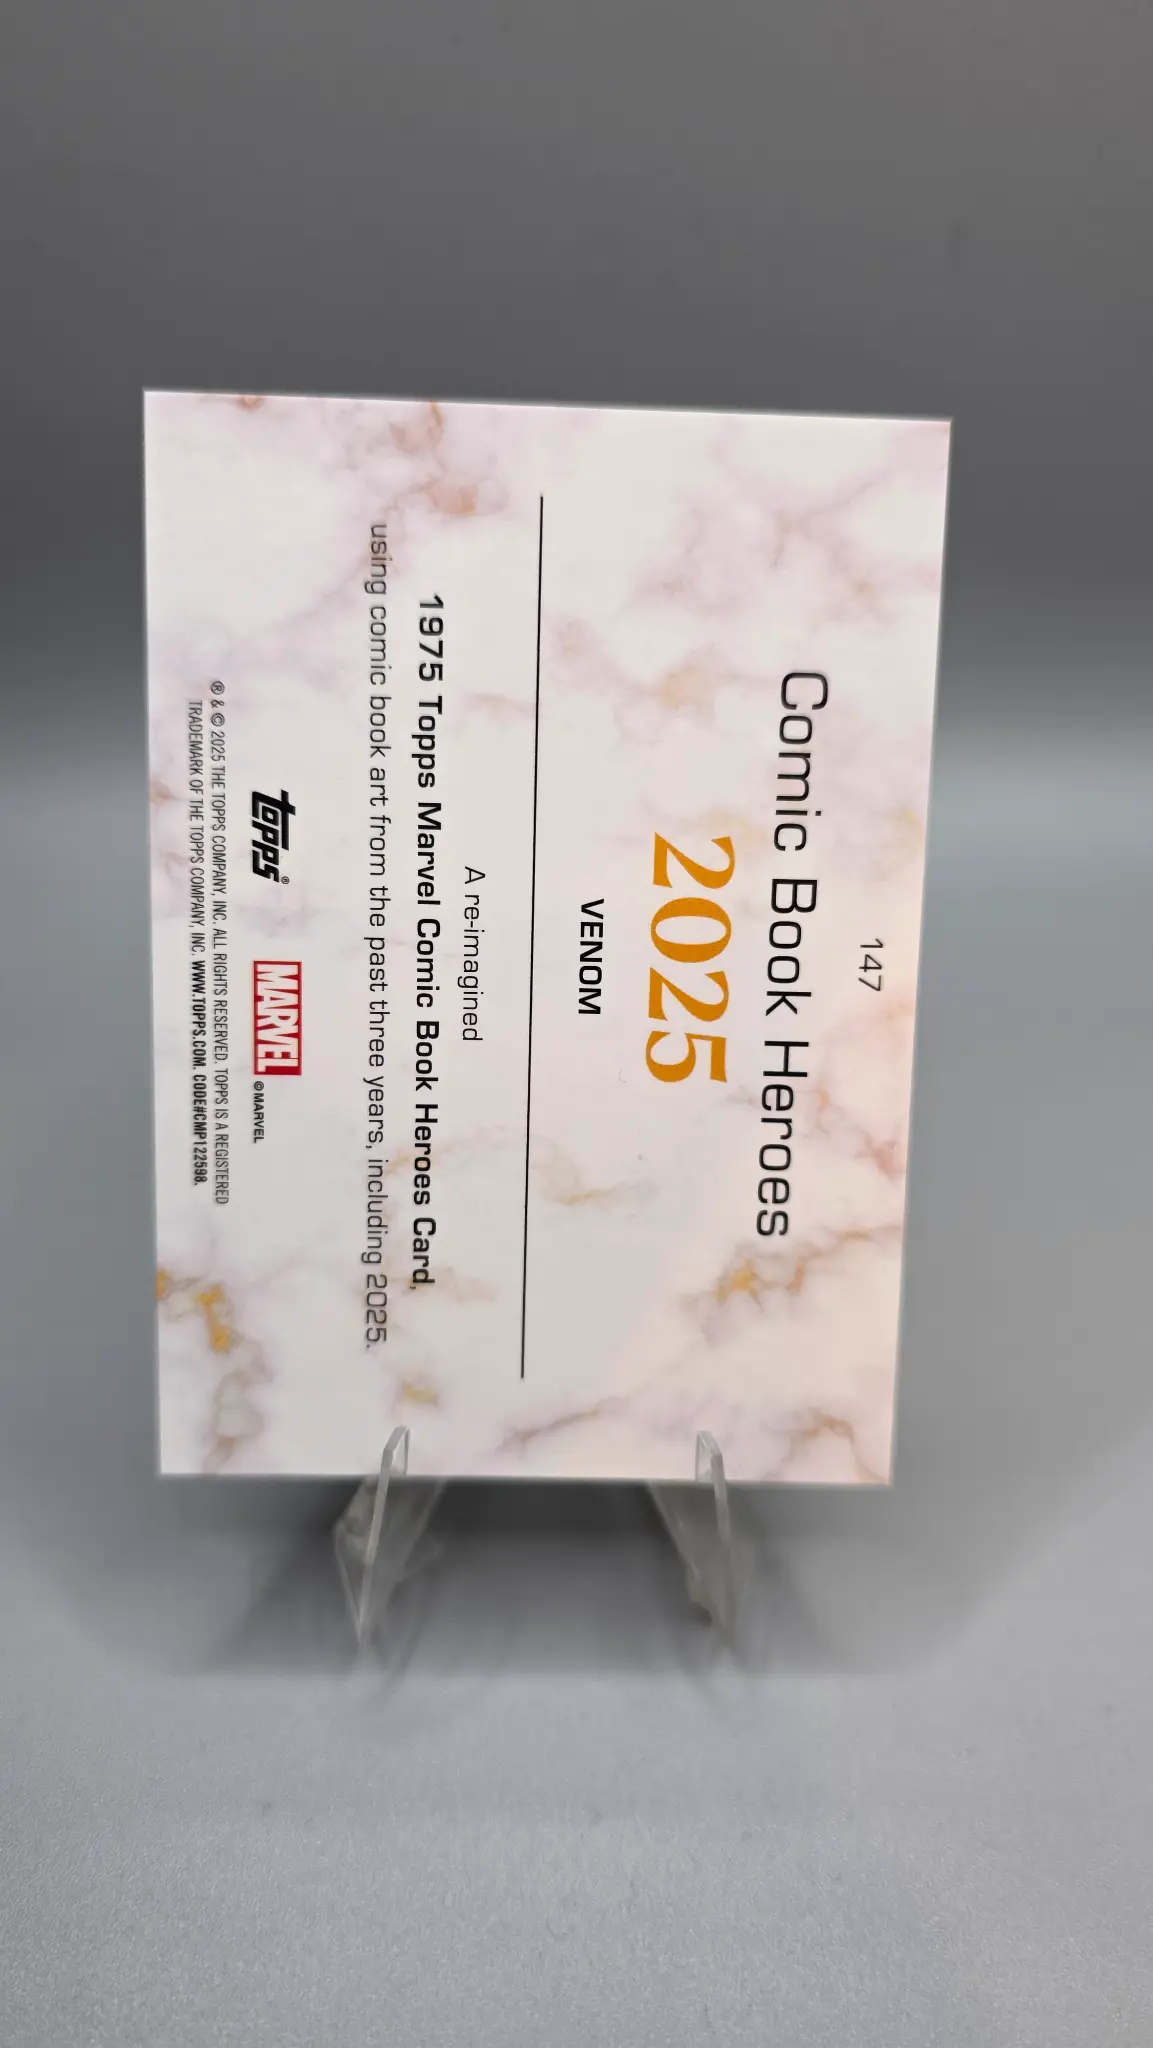 147
Comic Book Heroes
2025
VENOM
A re-imagined
1975 Topps Marvel Comic Book Heroes Card,
using comic book art from the past three years, including 2025.
topps® MARVEL ©MARVEL
® & © 2025 THE TOPPS COMPANY, INC. ALL RIGHTS RESERVED. TOPPS IS A REGISTERED
TRADEMARK OF THE TOPPS COMPANY, INC. WWW.TOPPS.COM. CODE#CMP122598.